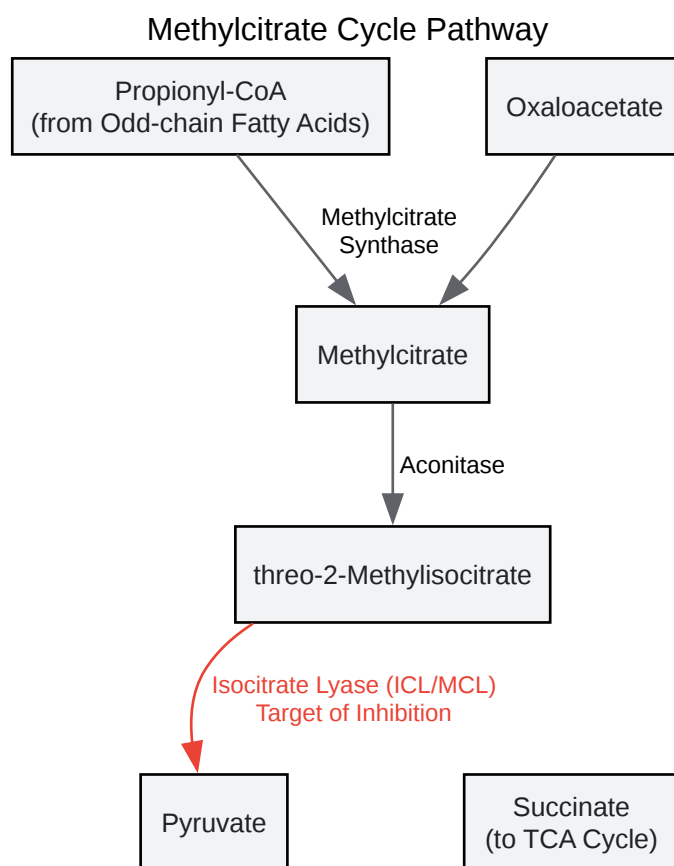 Methylcitrate Cycle Pathway
Propionyl-CoA
(from Odd-chain Fatty Acids)
Oxaloacetate
Methylcitrate
Synthase
Methylcitrate
Aconitase
threo-2-Methylisocitrate
Isocitrate Lyase (ICL/MCL)
Target of Inhibition
Pyruvate
Succinate
(to TCA Cycle)